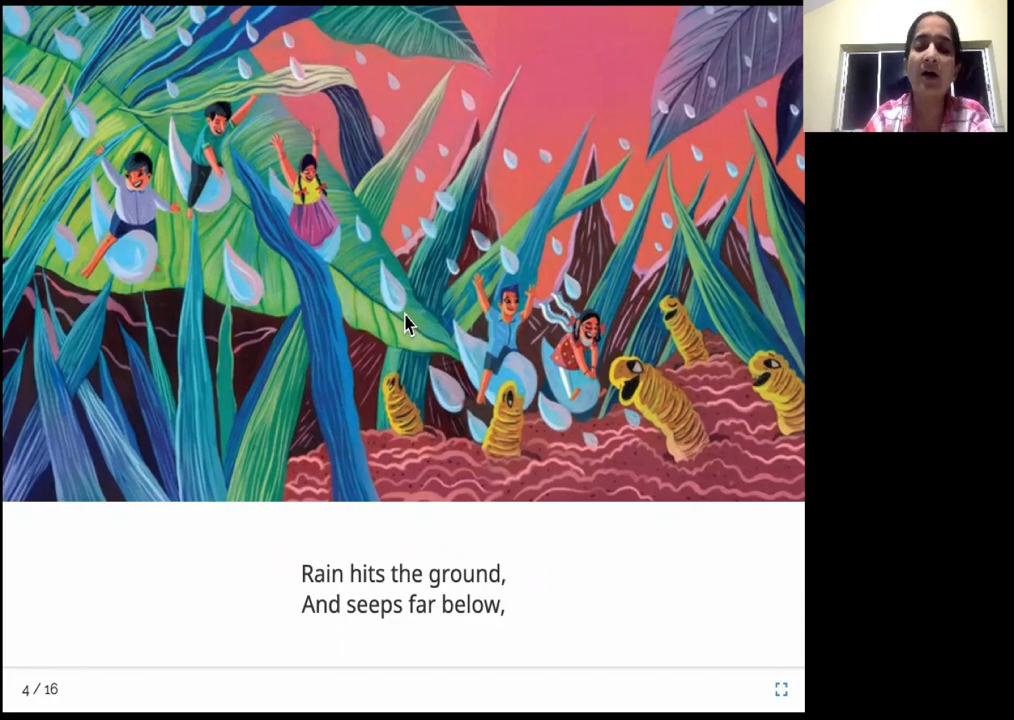 Rain hits the ground,
And seeps far below,
4 / 16